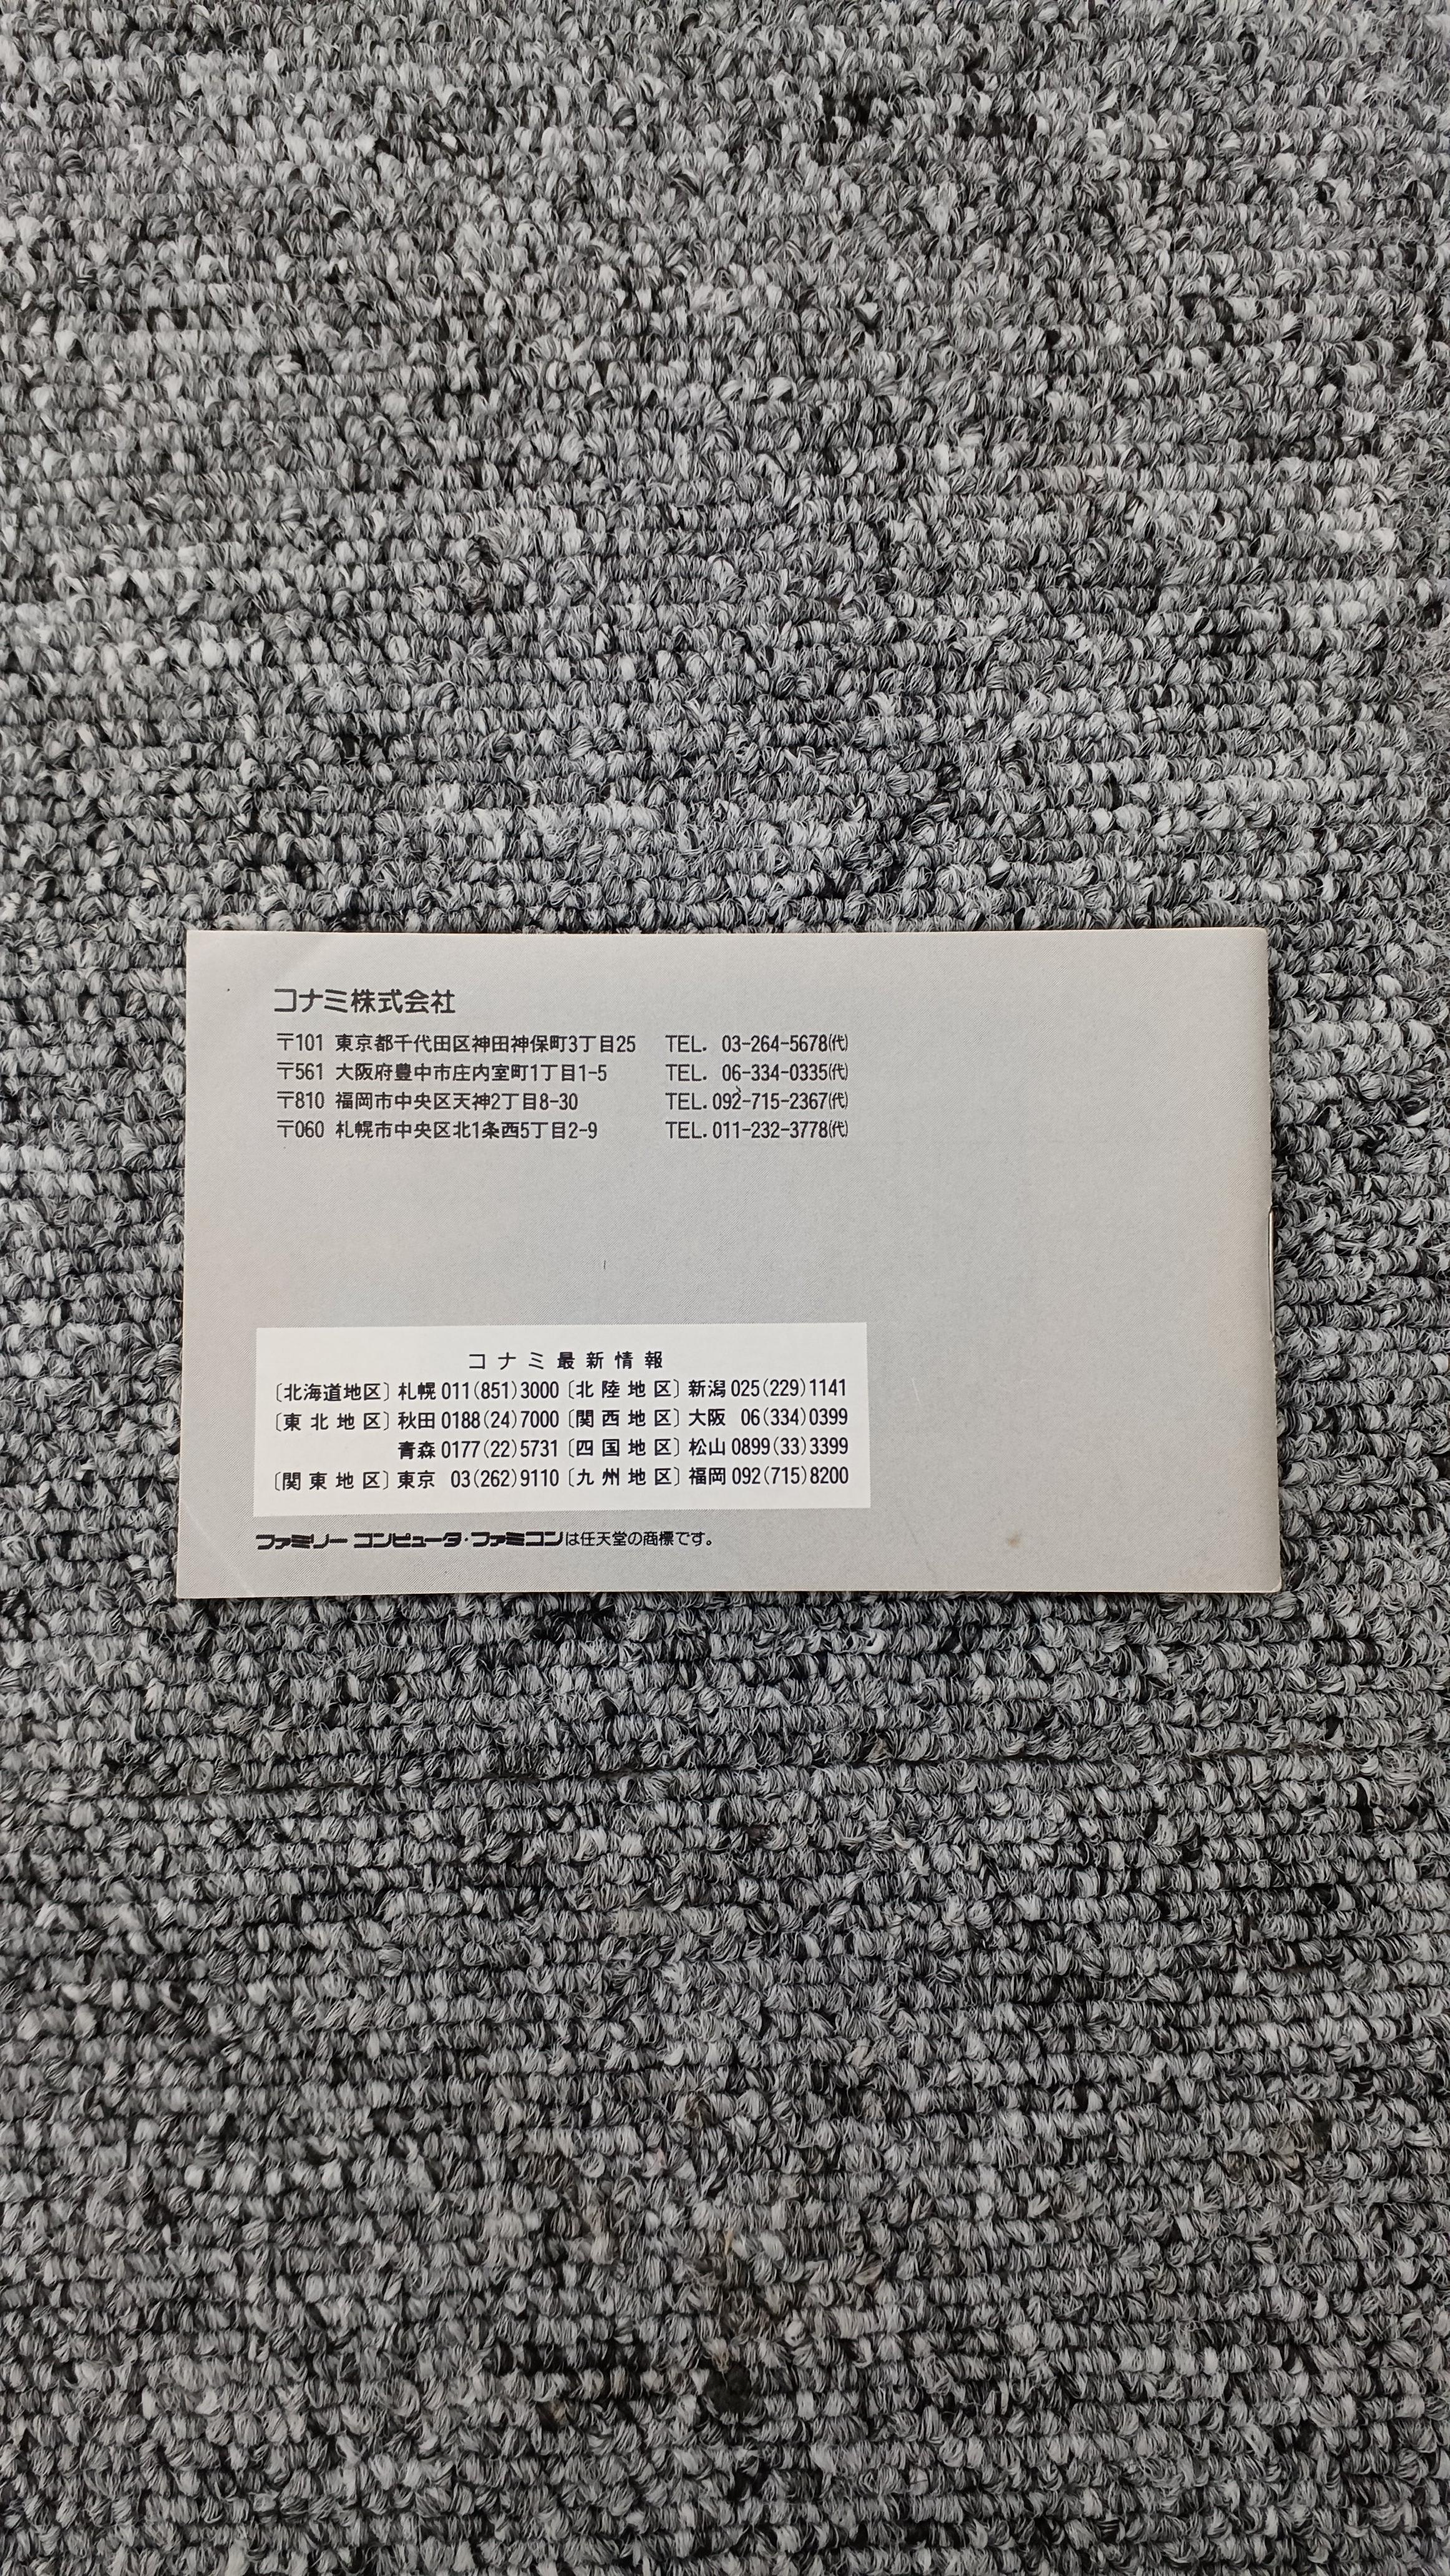 コナミ株式会社
〒101 東京都千代田区神田神保町3丁目25 TEL. 03-264-5678㈹
〒561 大阪府豊中市庄内室町1丁目1-5 TEL. 06-334-0335㈹
〒810 福岡市中央区天神2丁目8-30 TEL. 092-715-2367㈹
〒060 札幌市中央区北1条西5丁目2-9 TEL. 011-232-3778㈹
コナミ最新情報
〔北海道地区〕札幌 011(851)3000〔北陸地区〕新潟 025(229)1141
〔東北地区〕秋田 0188(24)7000〔関西地区〕大阪 06(334)0399
青森 0177(22)5731〔四国地区〕松山 0899(33)3399
〔関東地区〕東京 03(262)9110〔九州地区〕福岡 092(715)8200
ファミリーコンピュータ・ファミコンは任天堂の商標です。